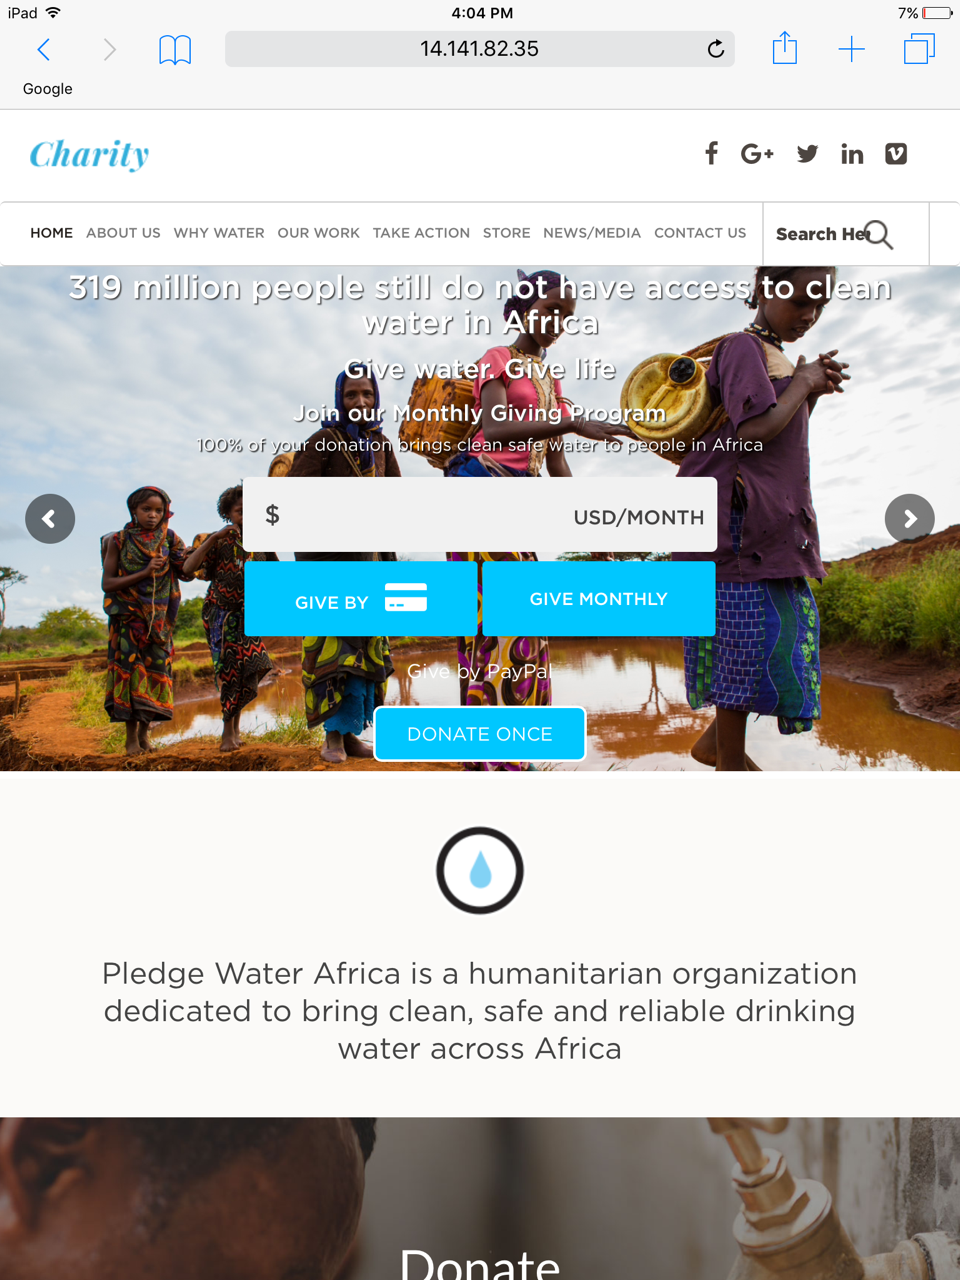 iPad 4:04 PM 7%
14.141.82.35
Google
Charity
HOME ABOUT US WHY WATER OUR WORK TAKE ACTION STORE NEWS/MEDIA CONTACT US Search Her
319 million people still do not have access to clean
water in Africa
Give water. Give life
Join our Monthly Giving Program
100% of your donation brings clean safe water to people in Africa
$ USD/MONTH
GIVE BY GIVE MONTHLY
Give by PayPal
DONATE ONCE
Pledge Water Africa is a humanitarian organization
dedicated to bring clean, safe and reliable drinking
water across Africa
Donate